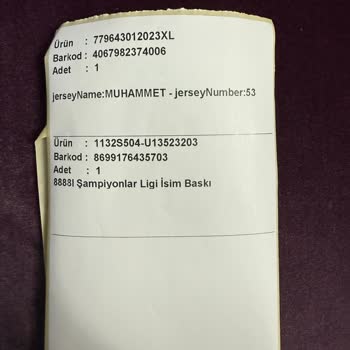 Ürün : 779643012023XL
Barkod : 4067982374006
Adet : 1
jerseyName:MUHAMMET - jerseyNumber:53
Ürün : 1132S504-U13523203
Barkod : 8699176435703
Adet : 1
8888I Şampiyonlar Ligi İsim Baskı